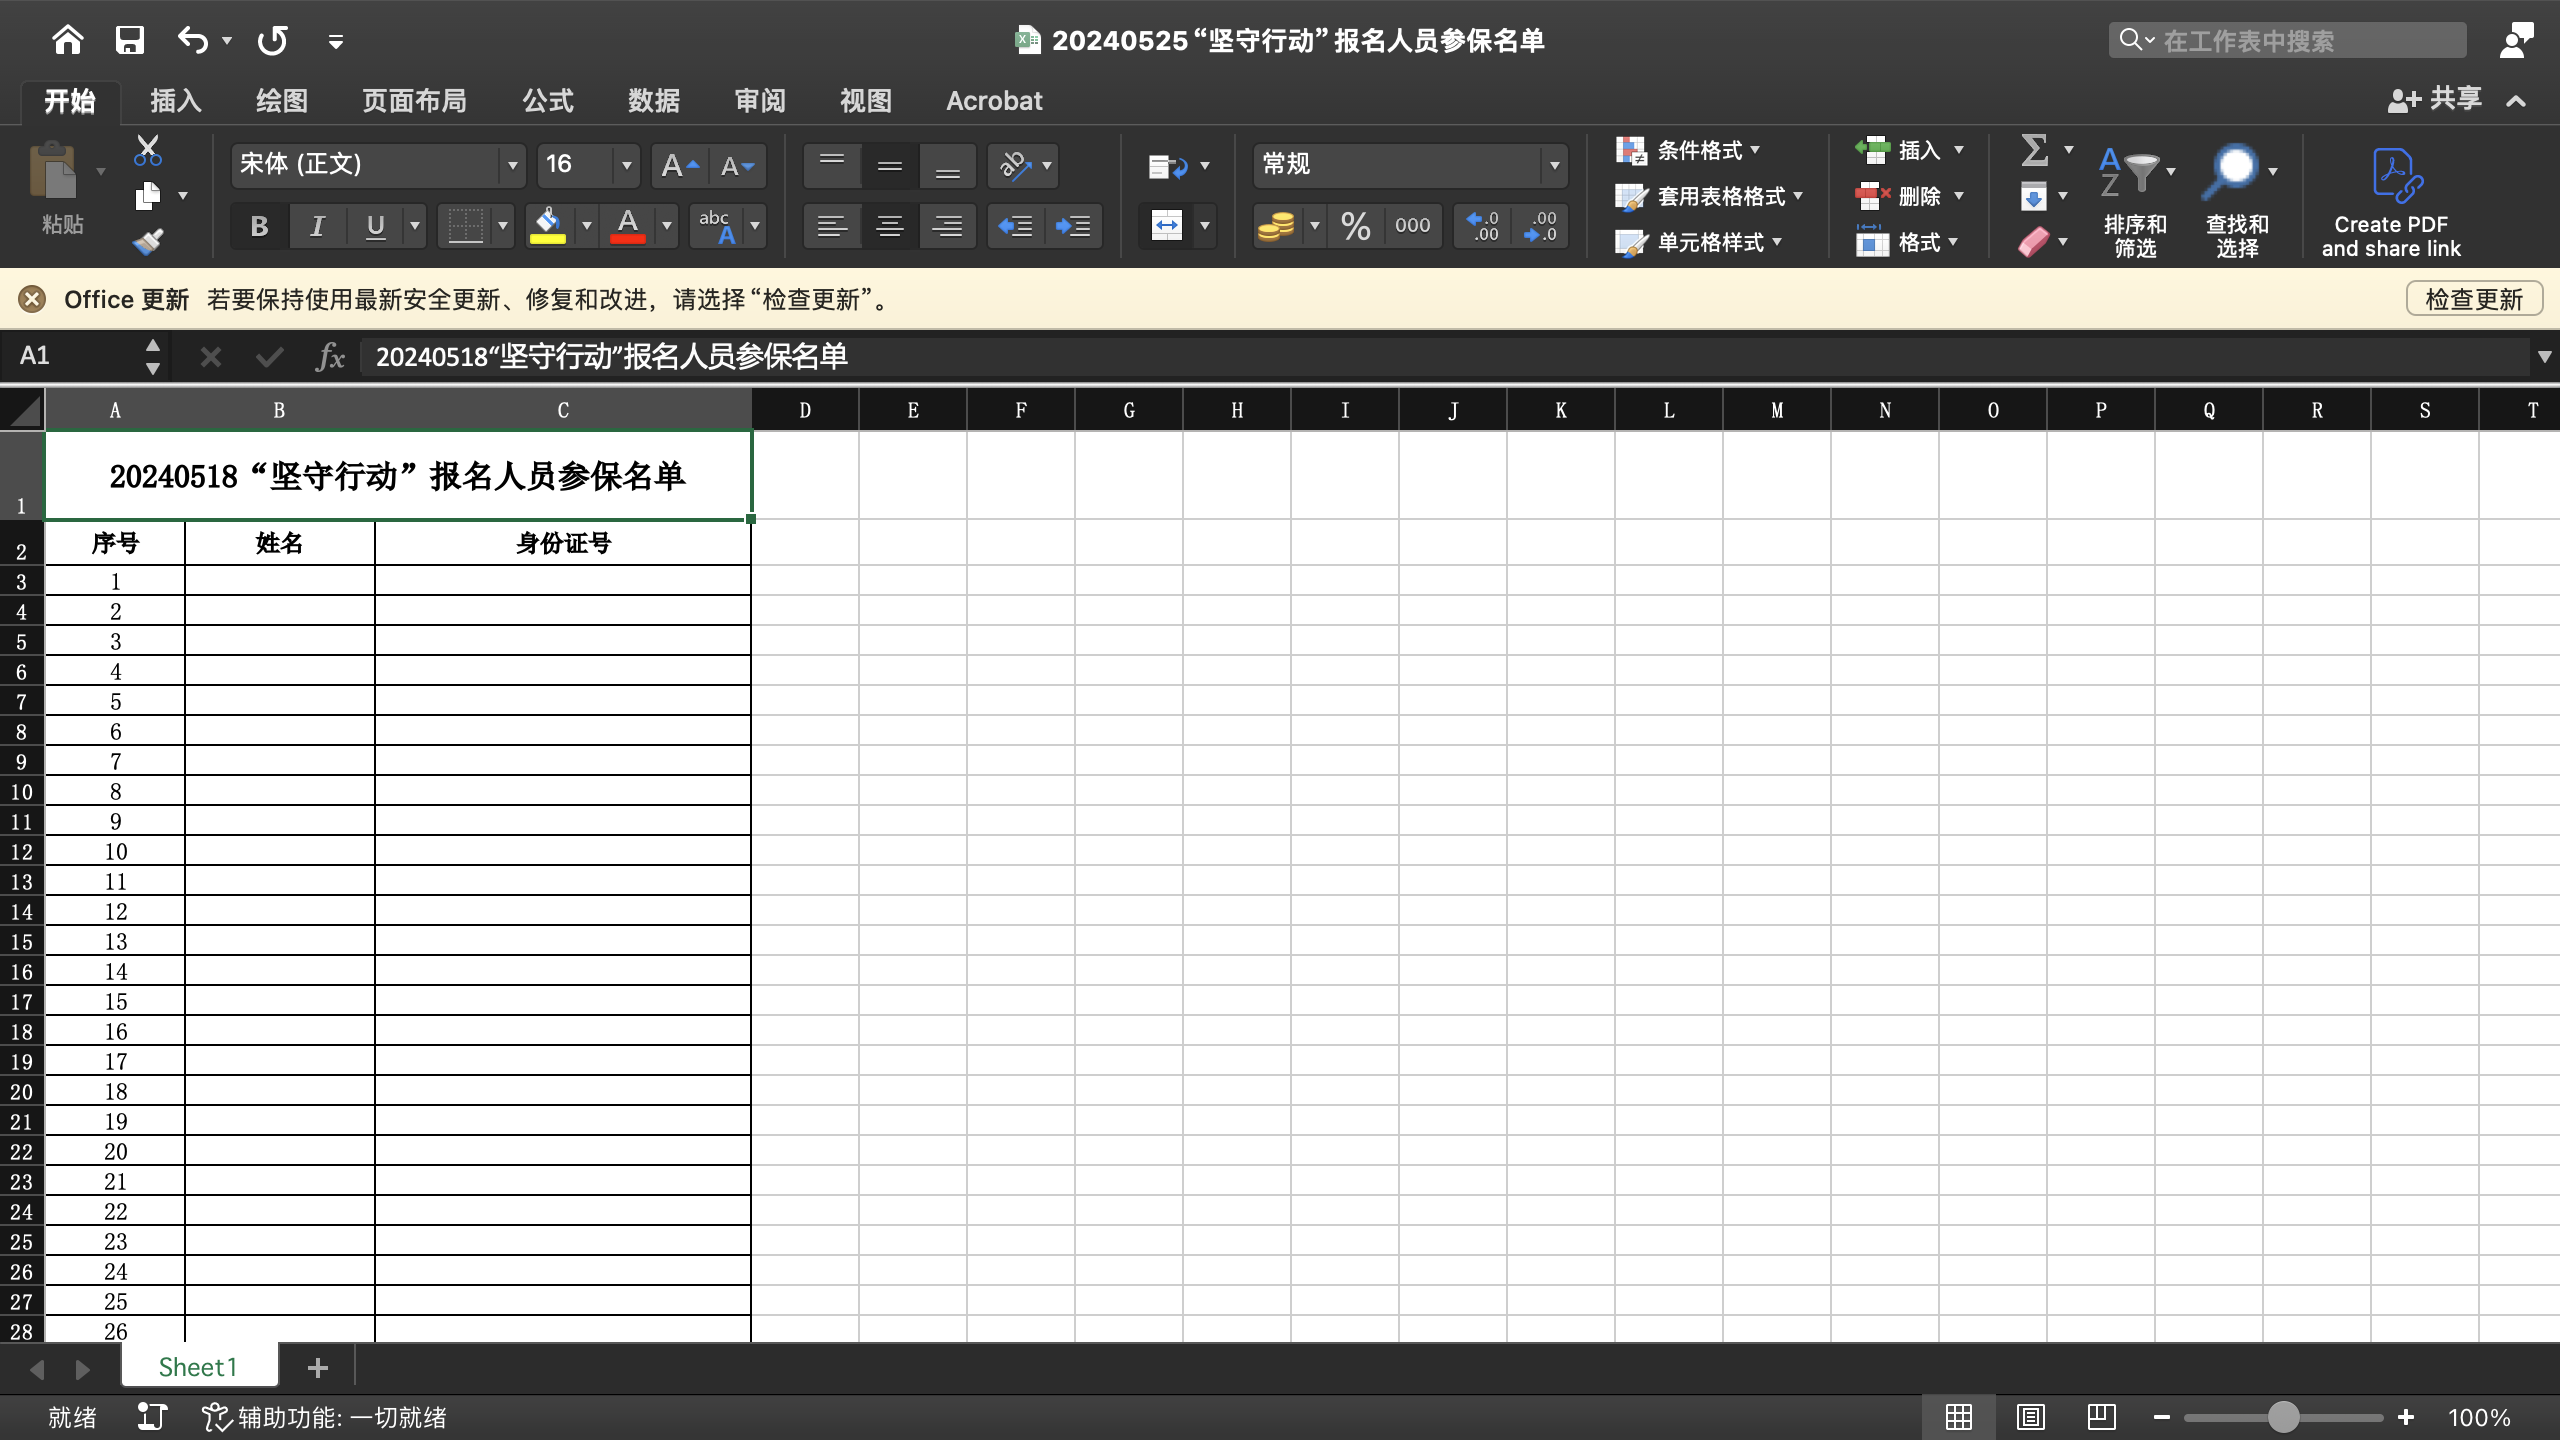 20240525“坚守行动”报名人员参保名单
在工作表中搜索
开始 插入 绘图 页面布局 公式 数据 审阅 视图 Acrobat
共享
粘贴
宋体 (正文) 16
B I U abc A
常规
% 000
条件格式
套用表格格式
单元格样式
插入
删除
格式
排序和
筛选
查找和
选择
Create PDF
and share link
Office 更新 若要保持使用最新安全更新、修复和改进，请选择“检查更新”。
检查更新
A1 fx 20240518“坚守行动”报名人员参保名单
A B C D E F G H I J K L M N O P Q R S T
1 20240518“坚守行动”报名人员参保名单
2 序号 姓名 身份证号
3 1
4 2
5 3
6 4
7 5
8 6
9 7
10 8
11 9
12 10
13 11
14 12
15 13
16 14
17 15
18 16
19 17
20 18
21 19
22 20
23 21
24 22
25 23
26 24
27 25
28 26
Sheet1
就绪 辅助功能: 一切就绪 100%